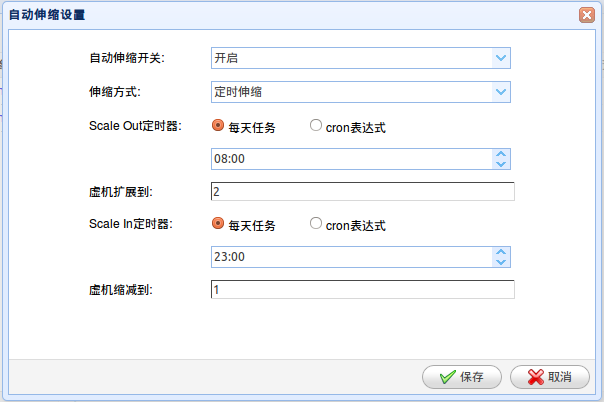 自动伸缩设置
自动伸缩开关: 开启
伸缩方式: 定时伸缩
Scale Out定时器: 每天任务 cron表达式
08:00
虚机扩展到: 2
Scale In定时器: 每天任务 cron表达式
23:00
虚机缩减到: 1
保存 取消